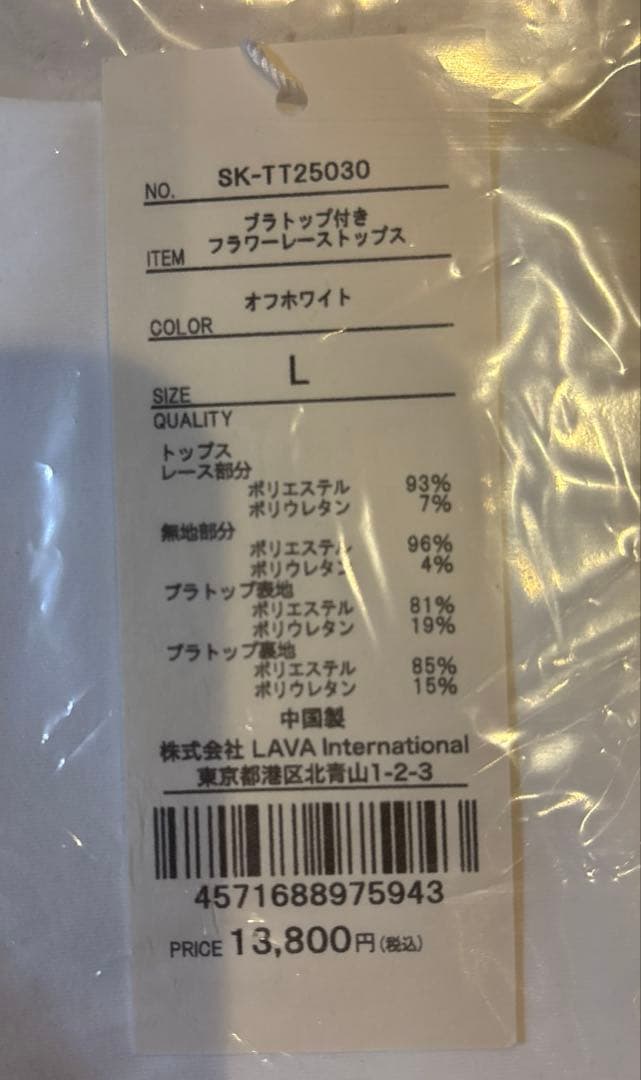 NO. SK-TT25030
ブラトップ付き
フラワーレーストップス
ITEM
オフホワイト
COLOR
L
SIZE
QUALITY
トップス
レース部分
ポリエステル 93%
ポリウレタン 7%
無地部分
ポリエステル 96%
ポリウレタン 4%
ブラトップ表地
ポリエステル 81%
ポリウレタン 19%
ブラトップ裏地
ポリエステル 85%
ポリウレタン 15%
中国製
株式会社 LAVA International
東京都港区北青山1-2-3
4571688975943
PRICE 13,800円(税込)